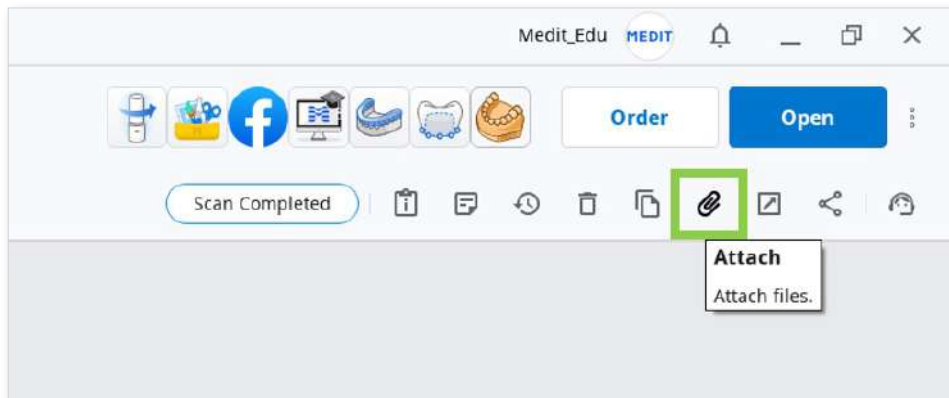 Medit_Edu MEDIT
Order Open
Scan Completed
Attach
Attach files.